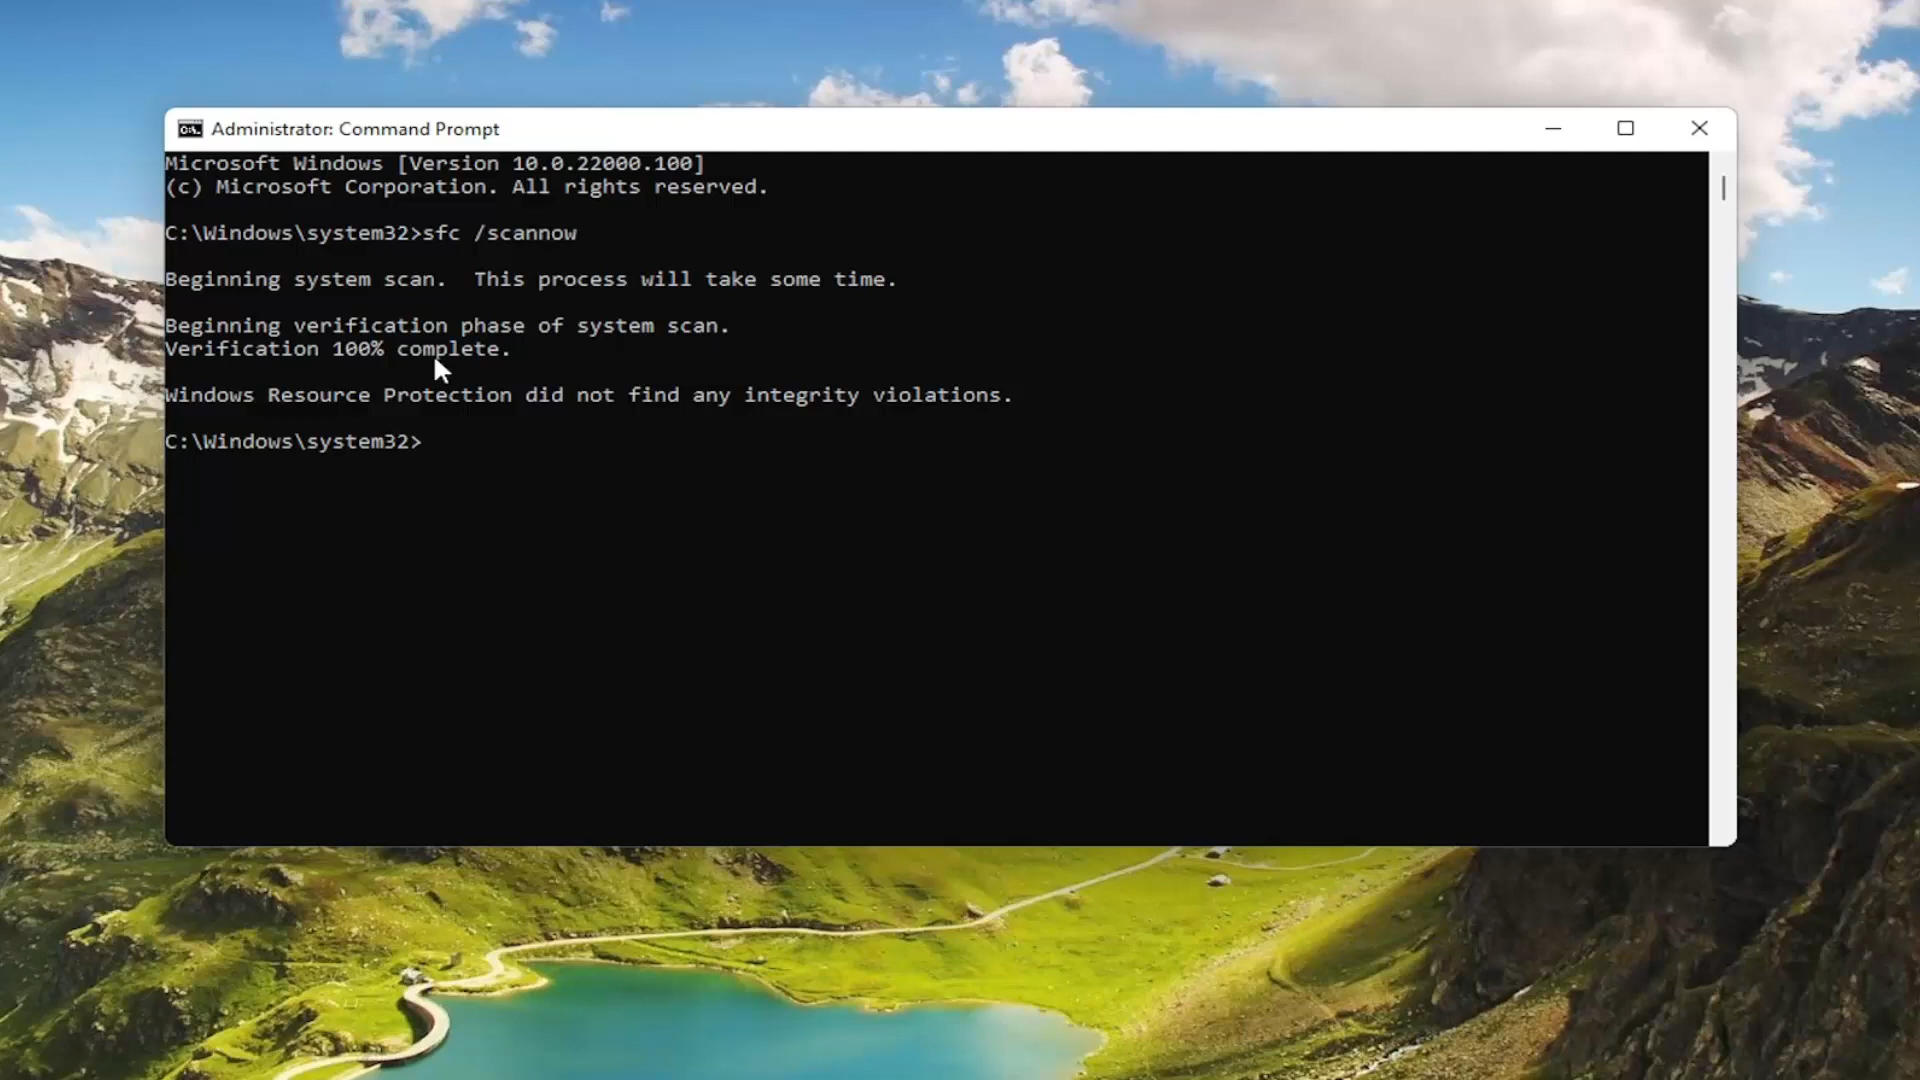 Administrator: Command Prompt
Microsoft Windows [Version 10.0.22000.100]
(c) Microsoft Corporation. All rights reserved.
C:\Windows\system32>sfc /scannow
Beginning system scan.  This process will take some time.
Beginning verification phase of system scan.
Verification 100% complete.
Windows Resource Protection did not find any integrity violations.
C:\Windows\system32>